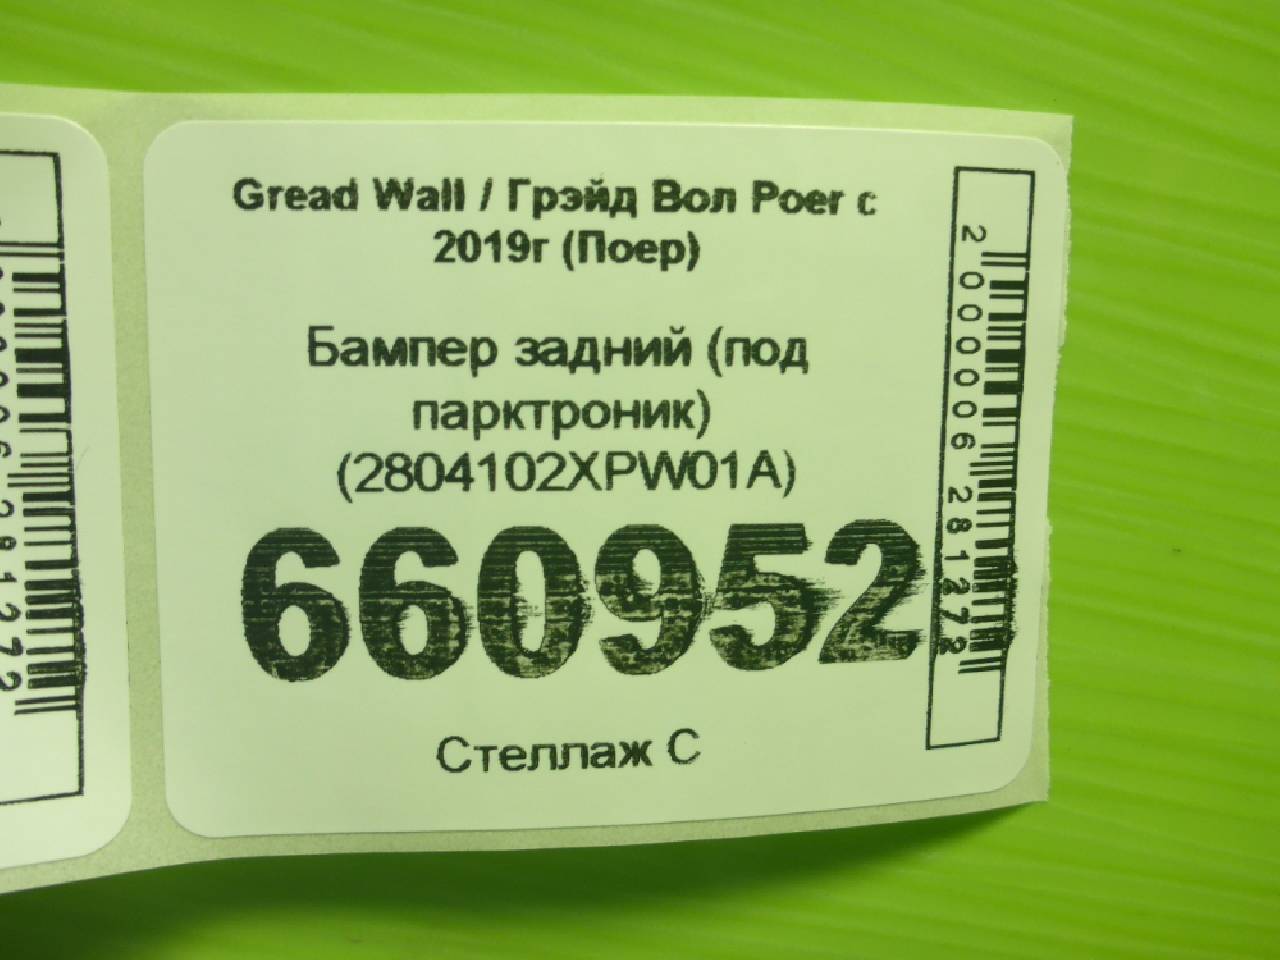 Gread Wall / Грэйд Вол Poer с
2019г (Поер)
Бампер задний (под
парктроник)
(2804102XPW01A)
660952
Стеллаж С
2000006281272